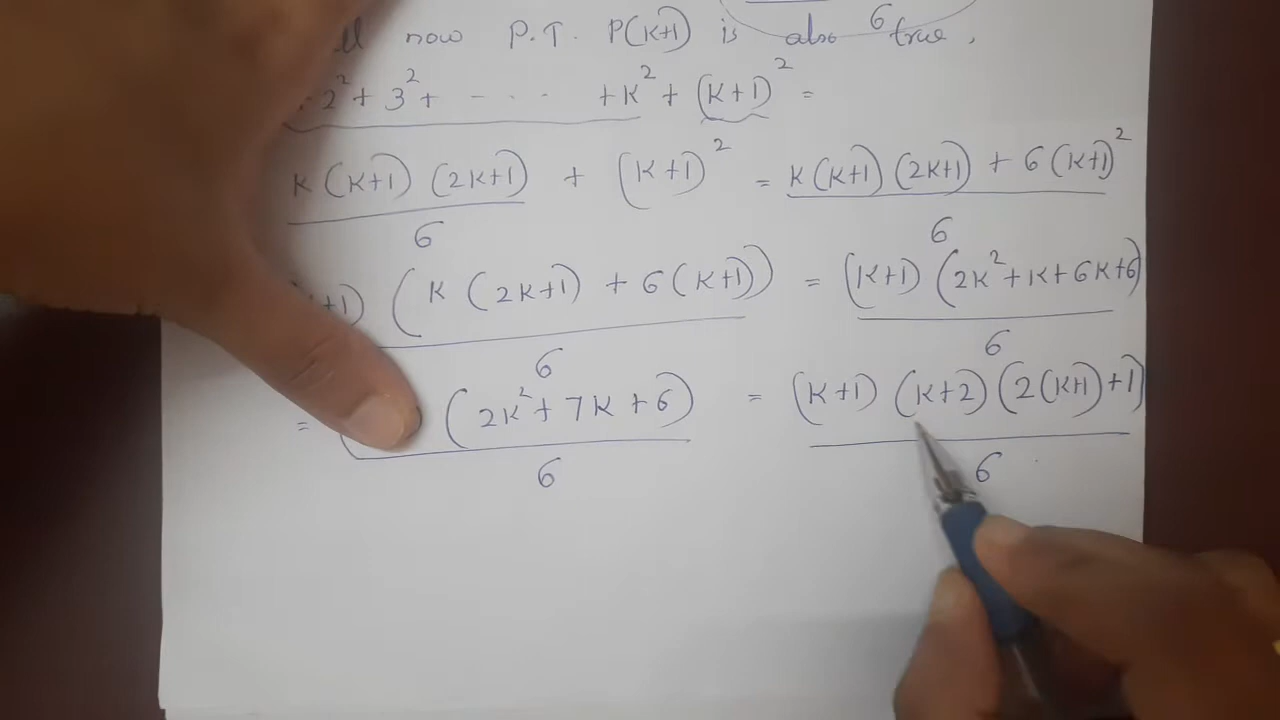 now P.T. P(k+1) is also true,
6
2² + 3² + - - - - + k² + (k+1)² =
k(k+1)(2k+1) / 6 + (k+1)² = k(k+1)(2k+1) + 6(k+1)² / 6
+1) (k(2k+1) + 6(k+1)) / 6 = (k+1)(2k²+k+6k+6) / 6
= (2k² + 7k + 6) / 6 = (k+1)(k+2)(2(k+1)+1) / 6